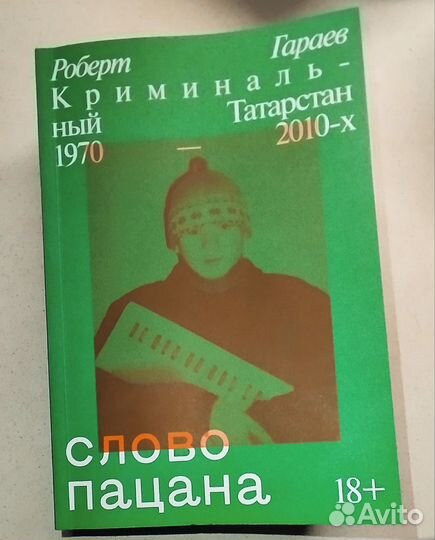 Роберт Гараев
Криминаль-
ный Татарстан
1970 — 2010-х
слово
пацана
18+
Avito